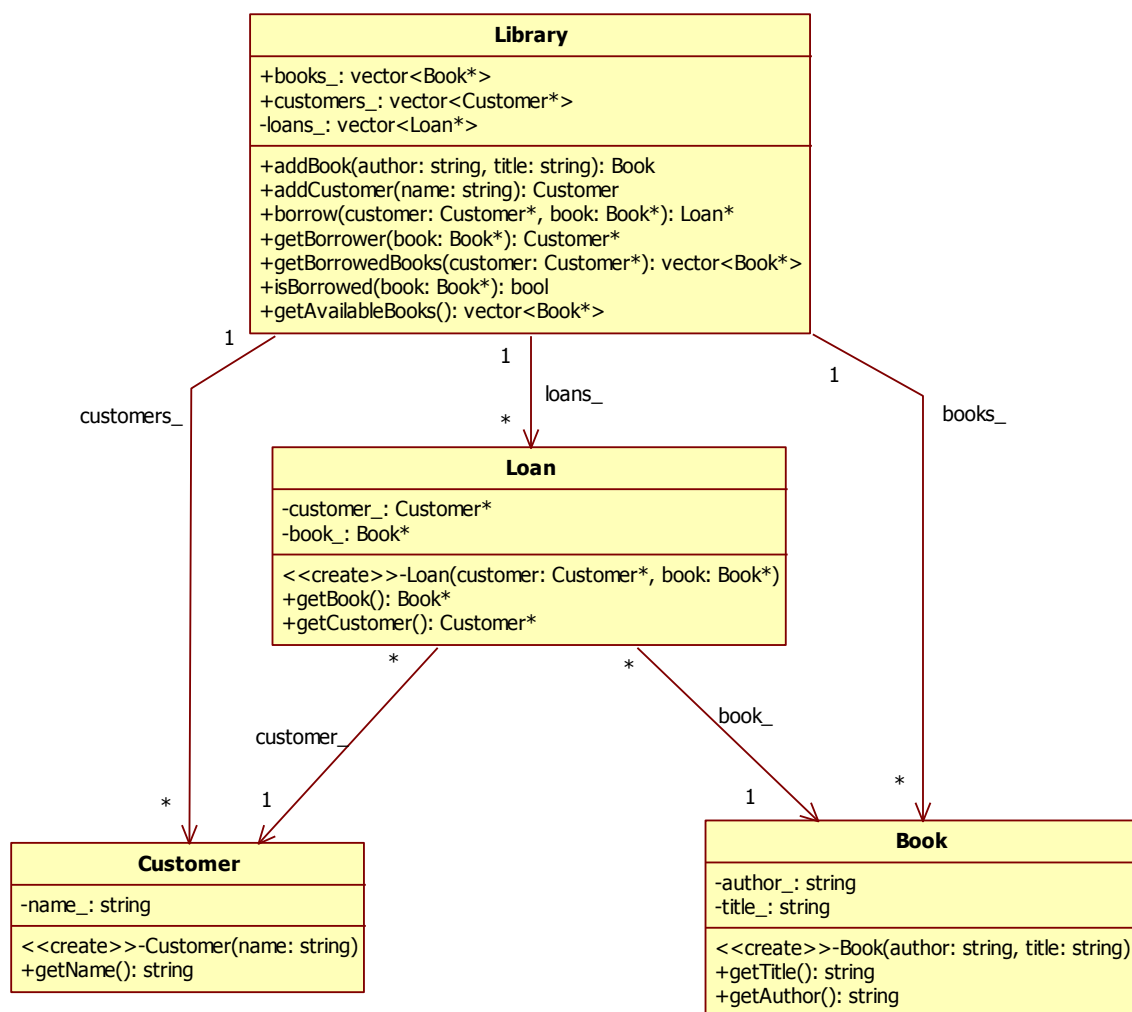 Library
+books_: vector<Book*>
+customers_: vector<Customer*>
-loans_: vector<Loan*>
+addBook(author: string, title: string): Book
+addCustomer(name: string): Customer
+borrow(customer: Customer*, book: Book*): Loan*
+getBorrower(book: Book*): Customer*
+getBorrowedBooks(customer: Customer*): vector<Book*>
+isBorrowed(book: Book*): bool
+getAvailableBooks(): vector<Book*>
1
1
1
customers_
loans_
books_
*
Loan
-customer_: Customer*
-book_: Book*
<<create>>-Loan(customer: Customer*, book: Book*)
+getBook(): Book*
+getCustomer(): Customer*
*
*
customer_
book_
*
1
1
*
Customer
-name_: string
<<create>>-Customer(name: string)
+getName(): string
Book
-author_: string
-title_: string
<<create>>-Book(author: string, title: string)
+getTitle(): string
+getAuthor(): string